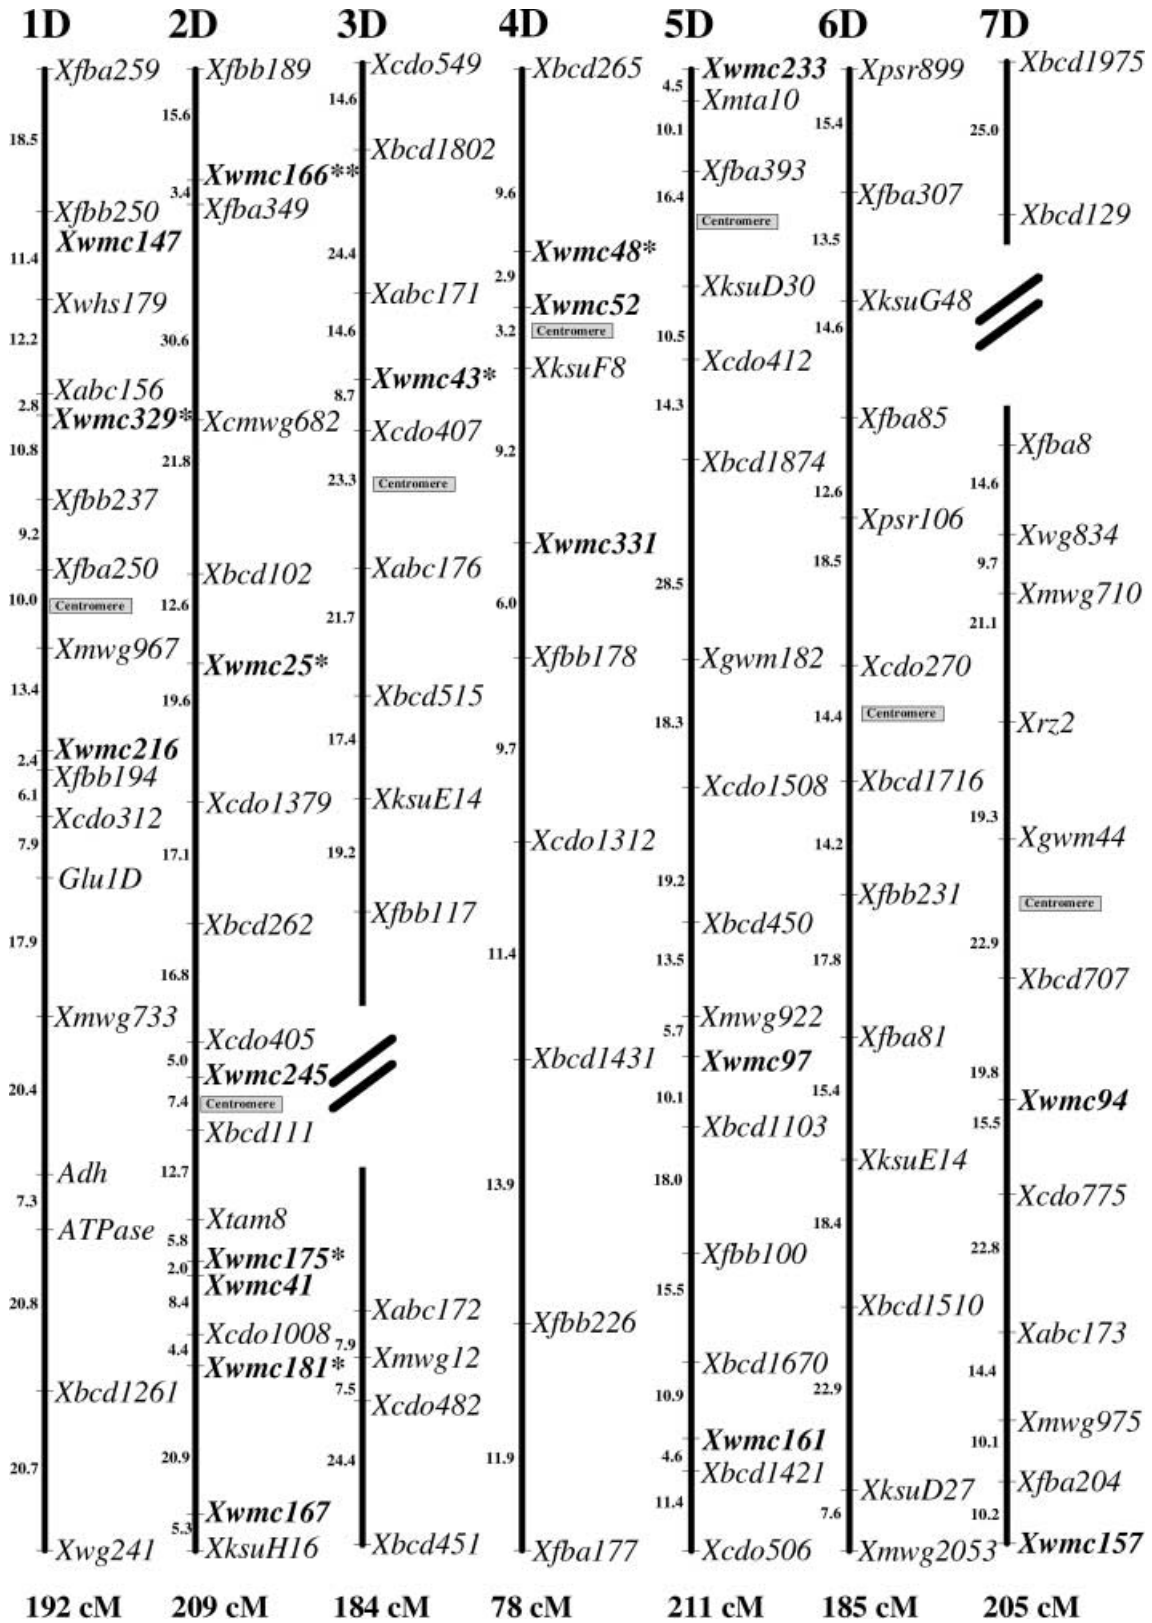 1D
Xfba259
18.5
Xfbb250
Xwmc147
11.4
Xwhs179
12.2
Xabc156
2.8
Xwmc329*
10.8
Xfbb237
9.2
Xfba250
10.0
Centromere
Xmwg967
13.4
Xwmc216
2.4
Xfbb194
6.1
Xcdo312
7.9
Glu1D
17.9
Xmwg733
20.4
Adh
7.3
ATPase
20.8
Xbcd1261
20.7
Xwg241
192 cM
2D
Xfbb189
15.6
Xwmc166**
3.4
Xfba349
30.6
Xcmwg682
21.8
Xbcd102
12.6
Xwmc25*
19.6
Xcdo1379
17.1
Xbcd262
16.8
Xcdo405
5.0
Xwmc245
7.4
Centromere
Xbcd111
12.7
Xtam8
5.8
Xwmc175*
2.0
Xwmc41
8.4
Xcdo1008
4.4
Xwmc181*
20.9
Xwmc167
5.3
XksuH16
209 cM
3D
Xcdo549
14.6
Xbcd1802
24.4
Xabc171
14.6
Xwmc43*
8.7
Xcdo407
23.3
Centromere
Xabc176
21.7
Xbcd515
17.4
XksuE14
19.2
Xfbb117
Xabc172
7.9
Xmwg12
7.5
Xcdo482
24.4
Xbcd451
184 cM
4D
Xbcd265
9.6
Xwmc48*
2.9
Xwmc52
3.2
Centromere
XksuF8
9.2
Xwmc331
6.0
Xfbb178
9.7
Xcdo1312
11.4
Xbcd1431
13.9
Xfbb226
11.9
Xfba177
78 cM
5D
Xwmc233
4.5
Xmta10
10.1
Xfba393
16.4
Centromere
XksuD30
10.5
Xcdo412
14.3
Xbcd1874
28.5
Xgwm182
18.3
Xcdo1508
19.2
Xbcd450
13.5
Xmwg922
5.7
Xwmc97
10.1
Xbcd1103
18.0
Xfbb100
15.5
Xbcd1670
10.9
Xwmc161
4.6
Xbcd1421
11.4
Xcdo506
211 cM
6D
Xpsr899
15.4
Xfba307
13.5
XksuG48
14.6
Xfba85
12.6
Xpsr106
18.5
Xcdo270
14.4
Centromere
Xbcd1716
14.2
Xfbb231
17.8
Xfba81
15.4
XksuE14
18.4
Xbcd1510
22.9
XksuD27
7.6
Xmwg2053
185 cM
7D
Xbcd1975
25.0
Xbcd129
Xfba8
14.6
Xwg834
9.7
Xmwg710
21.1
Xrz2
19.3
Xgwm44
Centromere
22.9
Xbcd707
19.8
Xwmc94
15.5
Xcdo775
22.8
Xabc173
14.4
Xmwg975
10.1
Xfba204
10.2
Xwmc157
205 cM